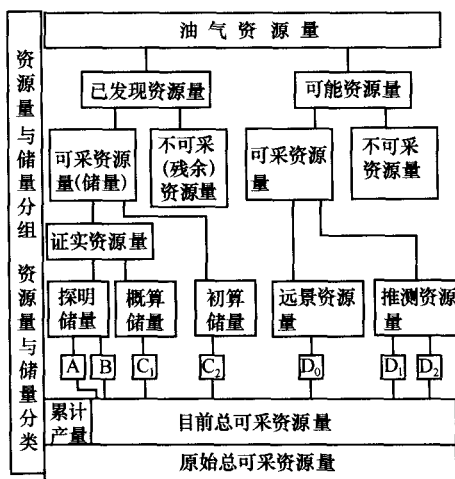 油气资源量
资源量与储量分组 资源量与储量分类
已发现资源量
可能资源量
可采资源
量(储量)
不可采
(残余)
资源量
可采资源
量
不可采
资源量
证实资源量
探明
储量
概算
储量
初算
储量
远景资源
量
推测资源
量
A
B
C₁
C₂
D₀
D₁
D₂
累计
产量
目前总可采资源量
原始总可采资源量